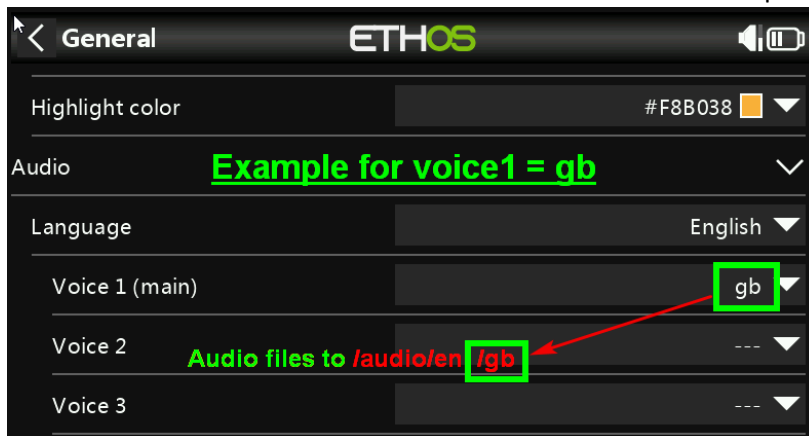 General
ETHOS
Highlight color #F8B038
Audio Example for voice1 = gb
Language English
Voice 1 (main) gb
Voice 2 ---
Audio files to /audio/en /gb
Voice 3 ---